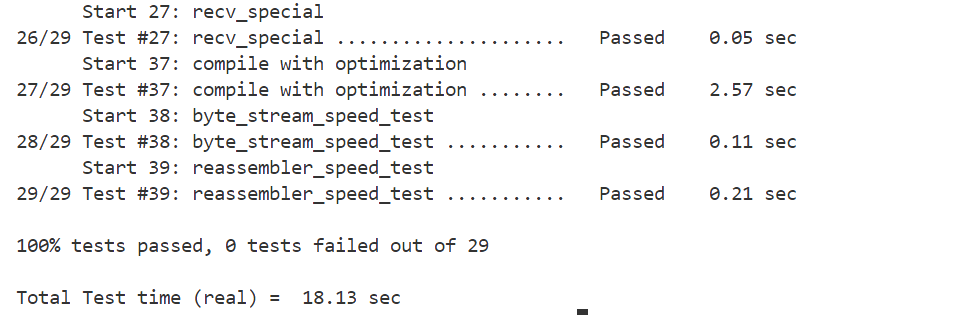 Start 27: recv_special
26/29 Test #27: recv_special .....................   Passed    0.05 sec
      Start 37: compile with optimization
27/29 Test #37: compile with optimization ........   Passed    2.57 sec
      Start 38: byte_stream_speed_test
28/29 Test #38: byte_stream_speed_test ...........   Passed    0.11 sec
      Start 39: reassembler_speed_test
29/29 Test #39: reassembler_speed_test ...........   Passed    0.21 sec

100% tests passed, 0 tests failed out of 29

Total Test time (real) =  18.13 sec